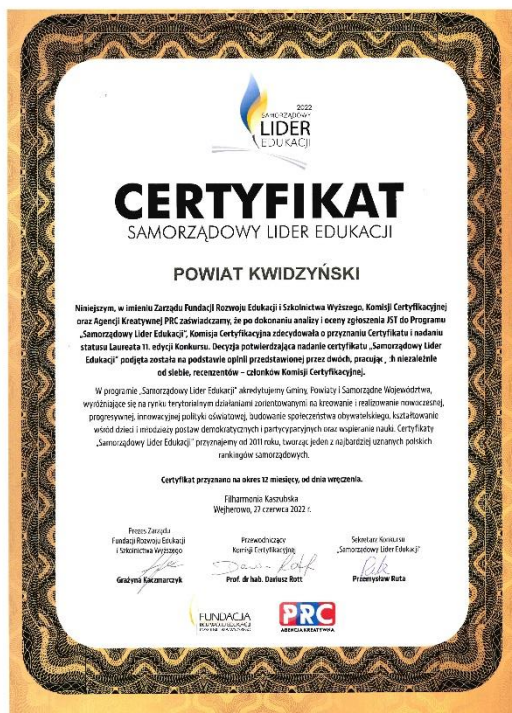 2022
SAMORZĄDOWY
LIDER
EDUKACJI
CERTYFIKAT
SAMORZĄDOWY LIDER EDUKACJI
POWIAT KWIDZYŃSKI
Niniejszym, w imieniu Zarządu Fundacji Rozwoju Edukacji i Szkolnictwa Wyższego, Komisji Certyfikacyjnej
oraz Agencji Kreatywnej PRC zaświadczamy, że po dokonaniu analizy i oceny zgłoszenia JST do Programu
„Samorządowy Lider Edukacji”, Komisja Certyfikacyjna zdecydowała o przyznaniu Certyfikatu i nadaniu
statusu Laureata 11. edycji Konkursu. Decyzja potwierdzająca nadanie certyfikatu „Samorządowy Lider
Edukacji” podjęta została na podstawie opinii przedstawionej przez dwóch, pracując ch niezależnie
od siebie, recenzentów – członków Komisji Certyfikacyjnej.
W programie „Samorządowy Lider Edukacji” akredytujemy Gminy, Powiaty i Samorządne Województwa,
wyróżniające się na rynku terytorialnym działaniami zorientowanymi na kreowanie i realizowanie nowoczesnej,
progresywnej, innowacyjnej polityki oświatowej, budowanie społeczeństwa obywatelskiego, kształtowanie
wśród dzieci i młodzieży postaw demokratycznych i partycypacyjnych oraz wspieranie nauki. Certyfikaty
„Samorządowy Lider Edukacji” przyznajemy od 2011 roku, tworząc jeden z najbardziej uznanych polskich
rankingów samorządowych.
Certyfikat przyznano na okres 12 miesięcy, od dnia wręczenia.
Filharmonia Kaszubska
Wejherowo, 27 czerwca 2022 r.
Prezes Zarządu
Fundacji Rozwoju Edukacji
i Szkolnictwa Wyższego
Grażyna Kaczmarczyk
Przewodniczący
Komisji Certyfikacyjnej
Prof. dr hab. Dariusz Rott
Sekretarz Konkursu
„Samorządowy Lider Edukacji”
Przemysław Ruta
FUNDACJA
ROZWOJU EDUKACJI
PRC
AGENCJA KREATYWNA